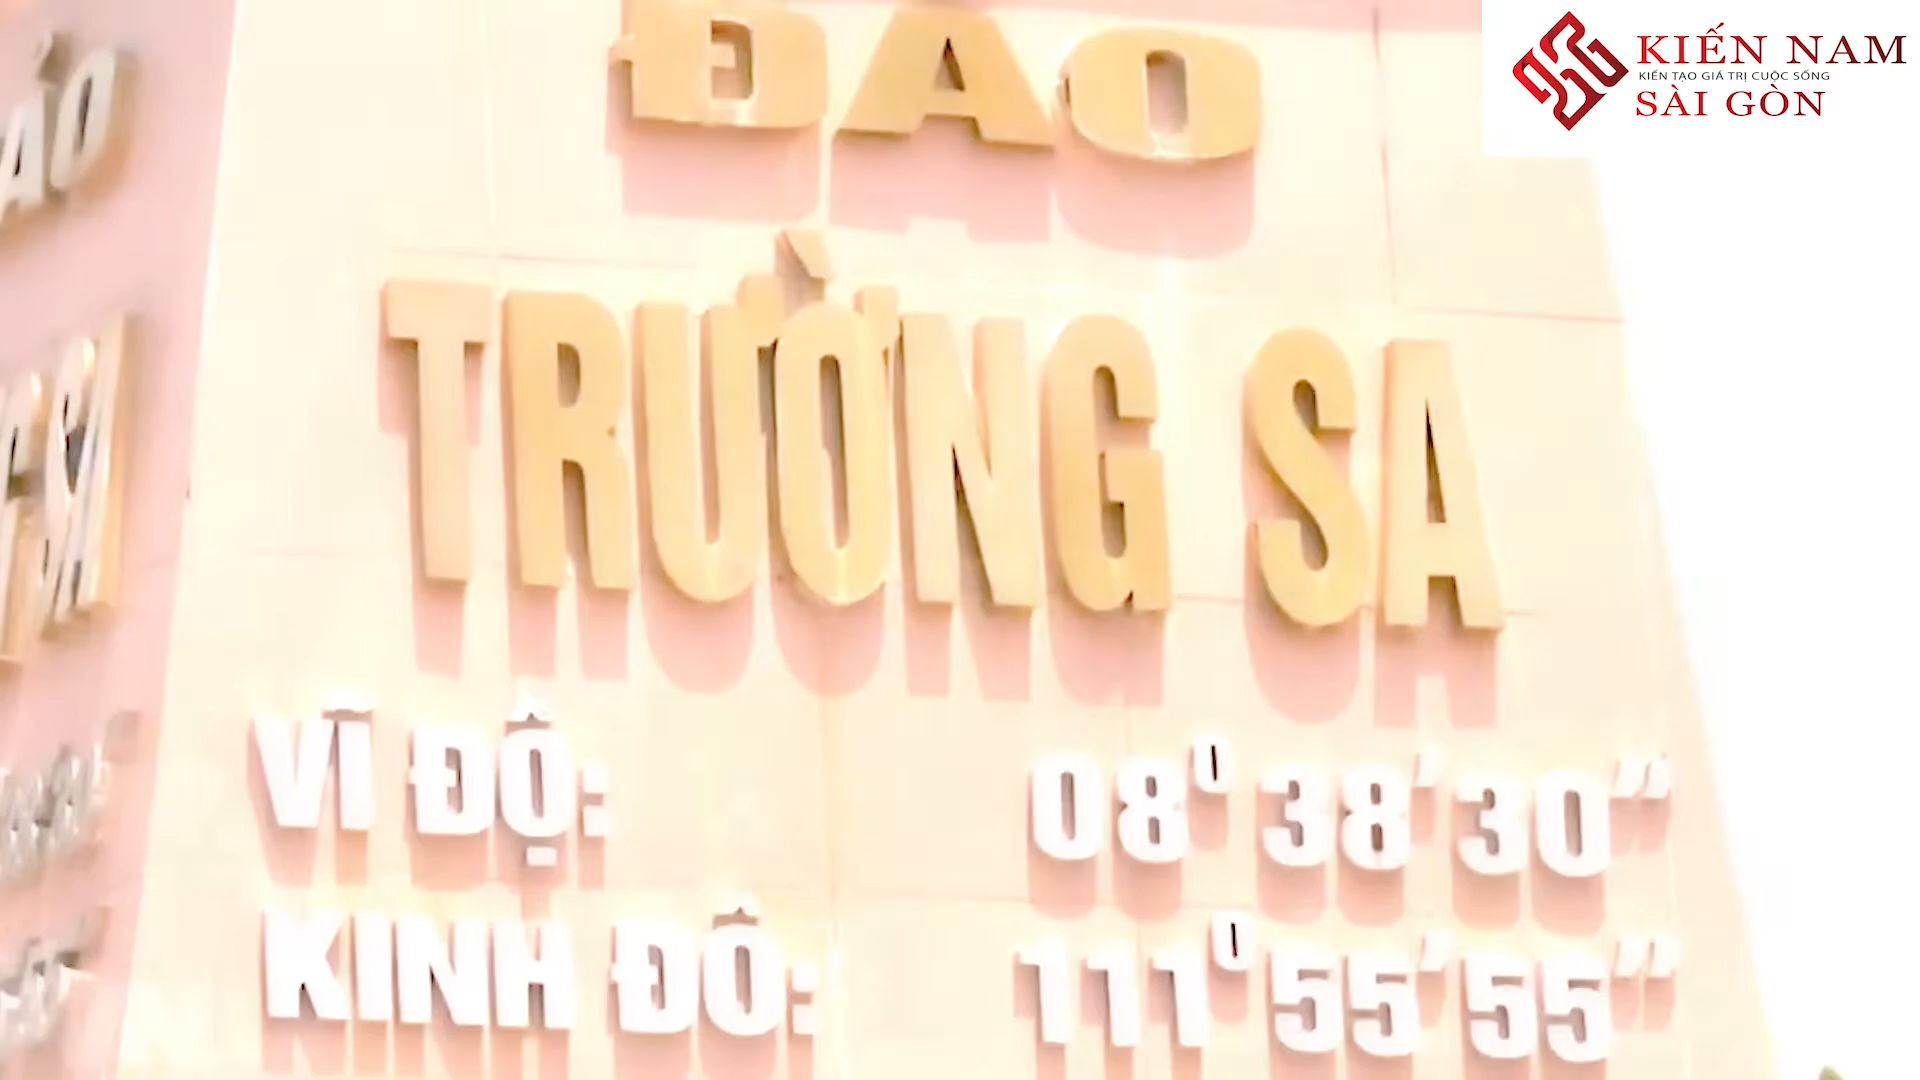 ĐẢO
TRƯỜNG SA
VĨ ĐỘ: 08° 38' 30"
KINH ĐỘ: 111° 55' 55"
KIẾN NAM
KIẾN TẠO GIÁ TRỊ CUỘC SỐNG
SÀI GÒN